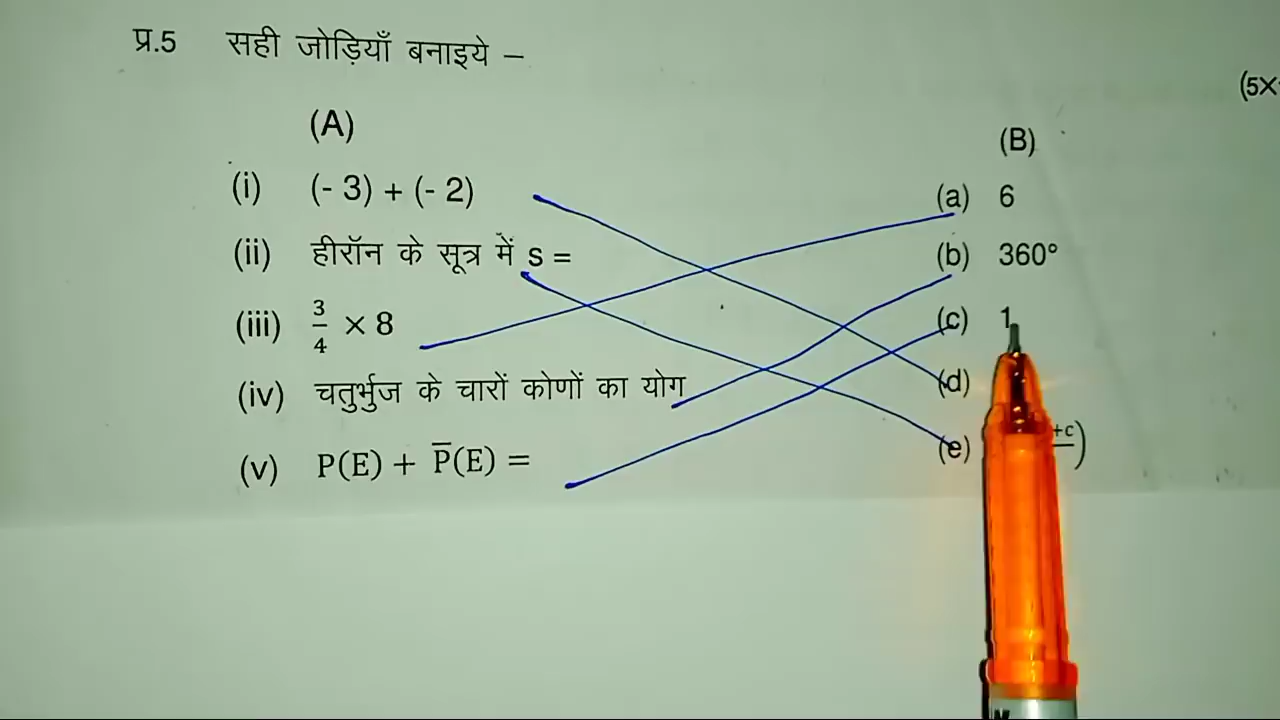 प्र.5 सही जोड़ियाँ बनाइये –
(5×
(A) (B)
(i) (- 3) + (- 2) (a) 6
(ii) हीरॉन के सूत्र में s = (b) 360°
(iii) 3/4 × 8 (c) 1
(iv) चतुर्भुज के चारों कोणों का योग (d)
(v) P(E) + P̅(E) = (e) +c)